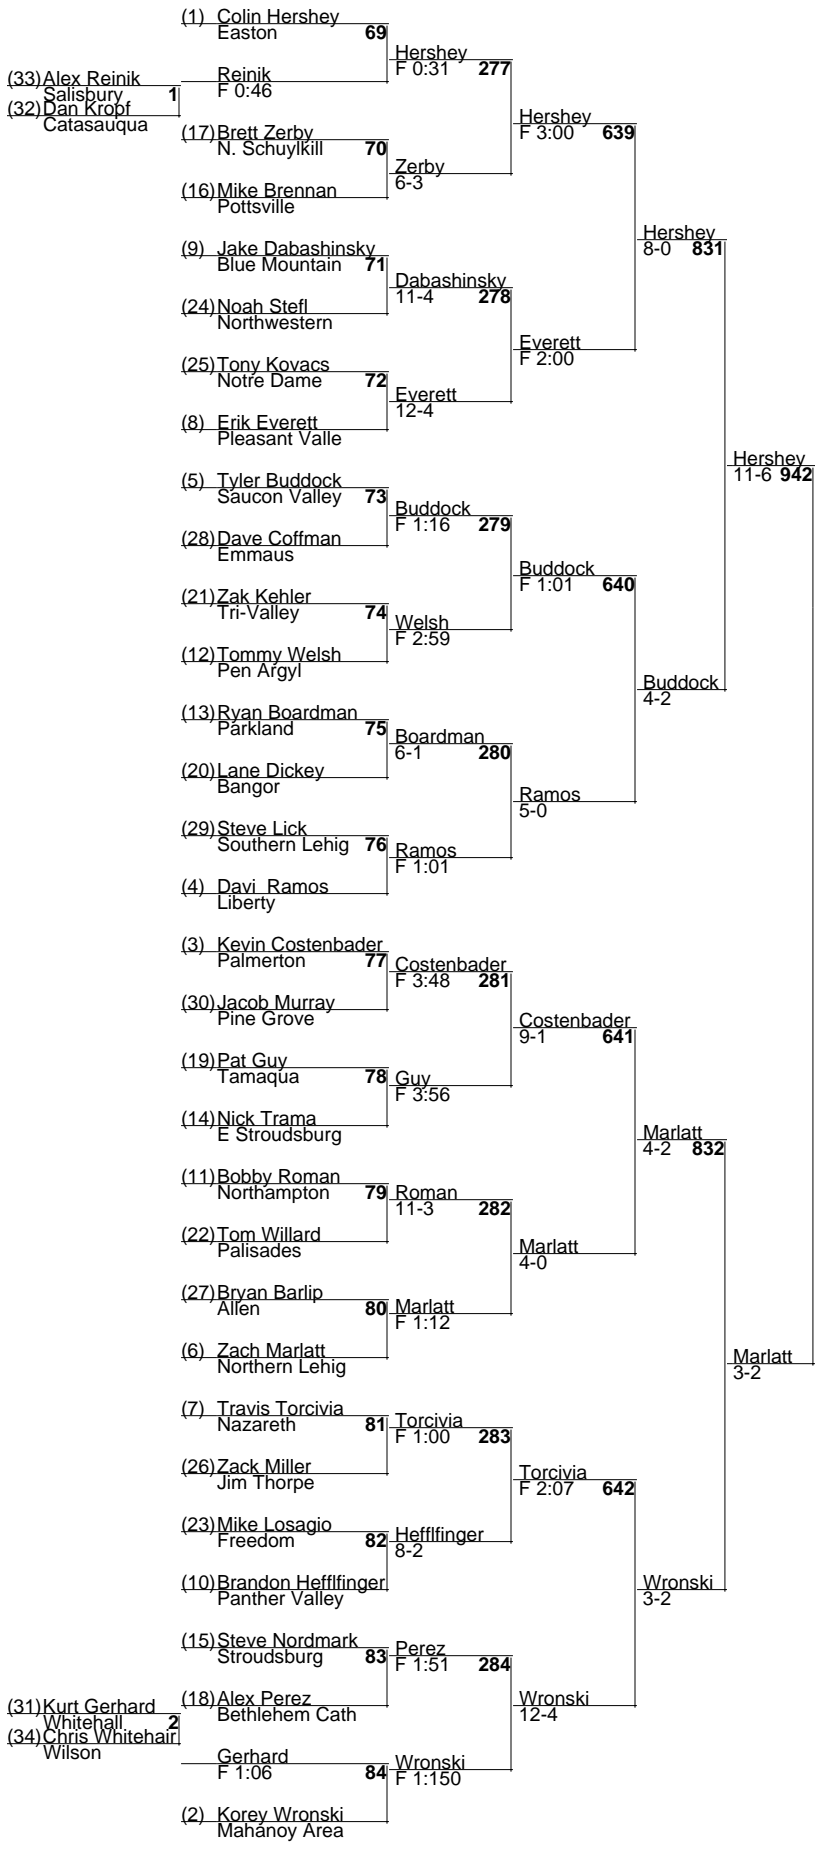 (1) Colin Hershey
Easton 69
Hershey
F 0:31 277
(33) Alex Reinik
Salisbury 1
(32) Dan Kropf
Catasauqua
Reinik
F 0:46
Hershey
F 3:00 639
(17) Brett Zerby
N. Schuylkill 70
Zerby
6-3
(16) Mike Brennan
Pottsville
Hershey
8-0 831
(9) Jake Dabashinsky
Blue Mountain 71
Dabashinsky
11-4 278
(24) Noah Stefl
Northwestern
Everett
F 2:00
(25) Tony Kovacs
Notre Dame 72
Everett
12-4
(8) Erik Everett
Pleasant Valle
Hershey
11-6 942
(5) Tyler Buddock
Saucon Valley 73
Buddock
F 1:16 279
(28) Dave Coffman
Emmaus
Buddock
F 1:01 640
(21) Zak Kehler
Tri-Valley 74
Welsh
F 2:59
(12) Tommy Welsh
Pen Argyl
Buddock
4-2
(13) Ryan Boardman
Parkland 75
Boardman
6-1 280
(20) Lane Dickey
Bangor
Ramos
5-0
(29) Steve Lick
Southern Lehig 76
Ramos
F 1:01
(4) Davi Ramos
Liberty
(3) Kevin Costenbader
Palmerton 77
Costenbader
F 3:48 281
(30) Jacob Murray
Pine Grove
Costenbader
9-1 641
(19) Pat Guy
Tamaqua 78
Guy
F 3:56
(14) Nick Trama
E Stroudsburg
Marlatt
4-2 832
(11) Bobby Roman
Northampton 79
Roman
11-3 282
(22) Tom Willard
Palisades
Marlatt
4-0
(27) Bryan Barlip
Allen 80
Marlatt
F 1:12
(6) Zach Marlatt
Northern Lehig
Marlatt
3-2
(7) Travis Torcivia
Nazareth 81
Torcivia
F 1:00 283
(26) Zack Miller
Jim Thorpe
Torcivia
F 2:07 642
(23) Mike Losagio
Freedom 82
Hefflfinger
8-2
(10) Brandon Hefflfinger
Panther Valley
Wronski
3-2
(15) Steve Nordmark
Stroudsburg 83
Perez
F 1:51 284
(18) Alex Perez
Bethlehem Cath
Wronski
12-4
(31) Kurt Gerhard
Whitehall 2
(34) Chris Whitehair
Wilson
Gerhard
F 1:06 84
Wronski
F 1:150
(2) Korey Wronski
Mahanoy Area